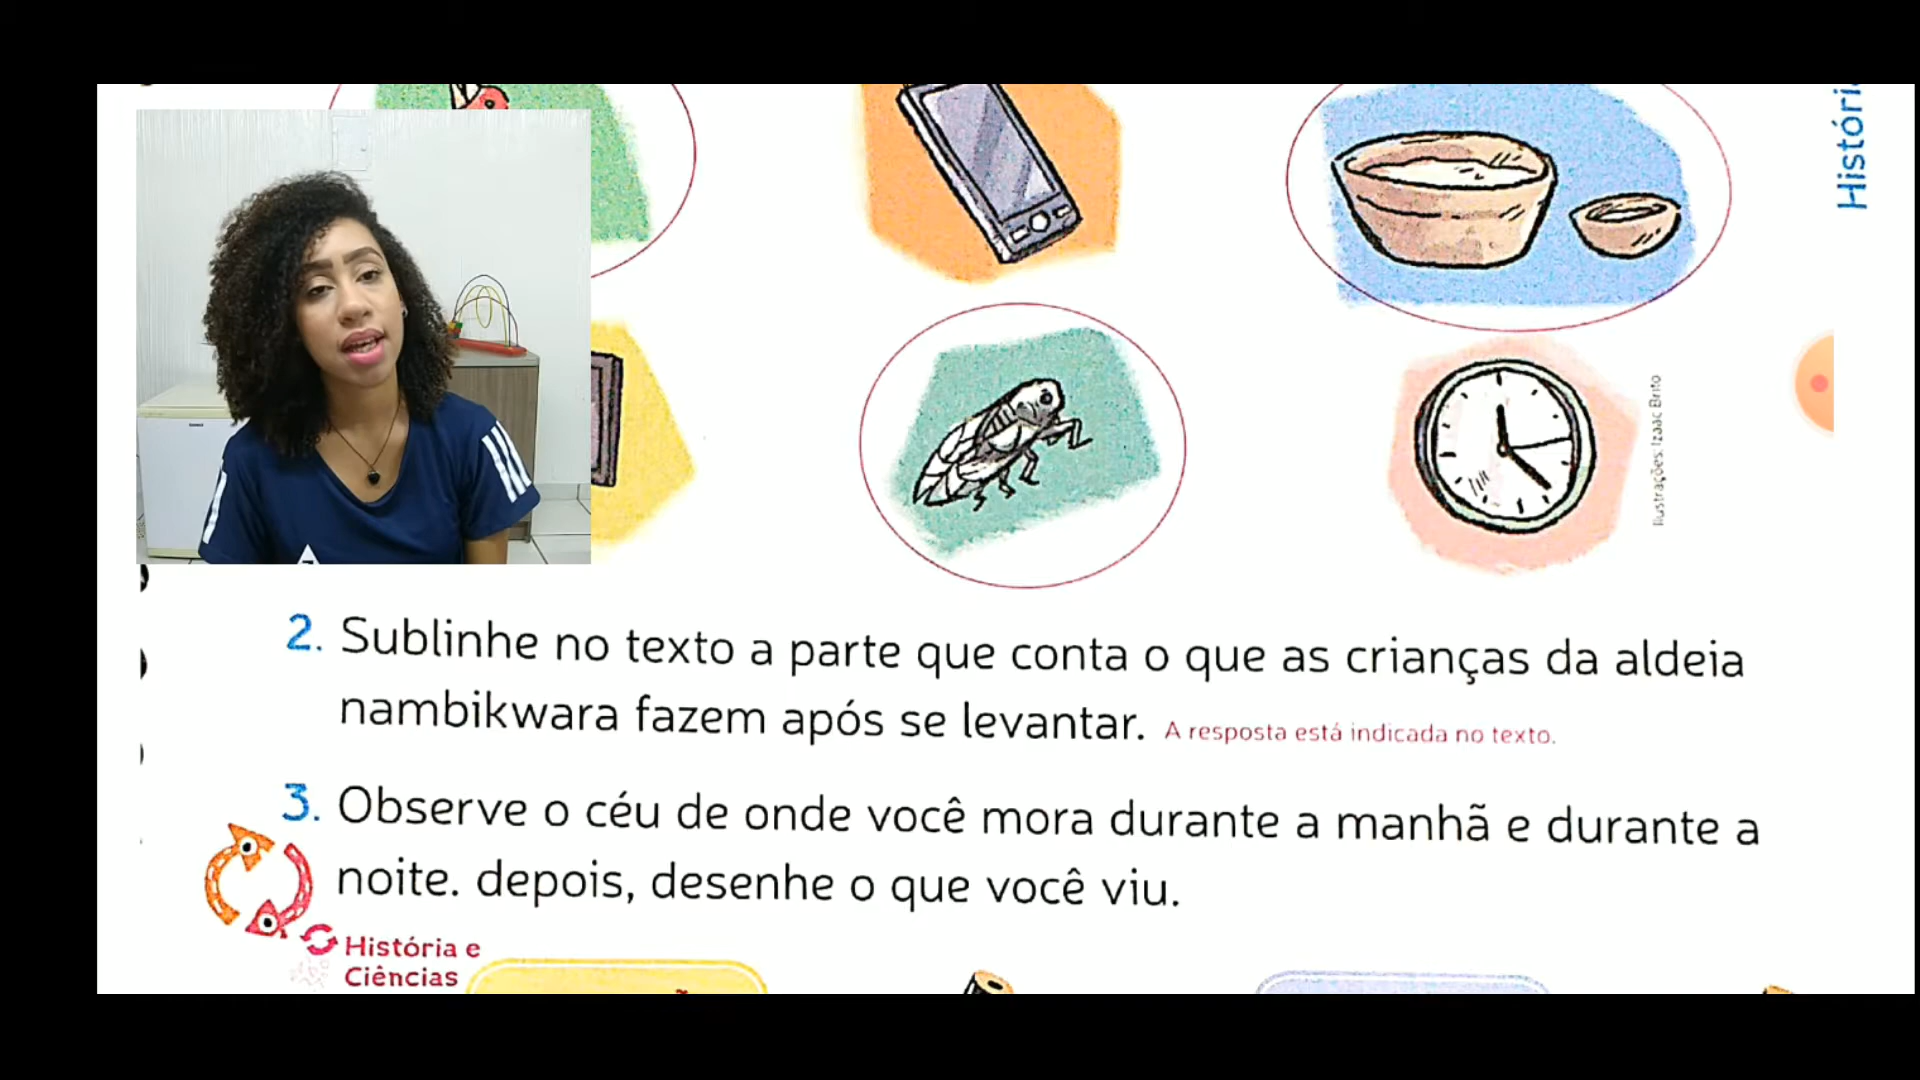 Históri
Ilustrações: Izaac Brito
2. Sublinhe no texto a parte que conta o que as crianças da aldeia
nambikwara fazem após se levantar. A resposta está indicada no texto.
3. Observe o céu de onde você mora durante a manhã e durante a
noite. depois, desenhe o que você viu.
História e
Ciências